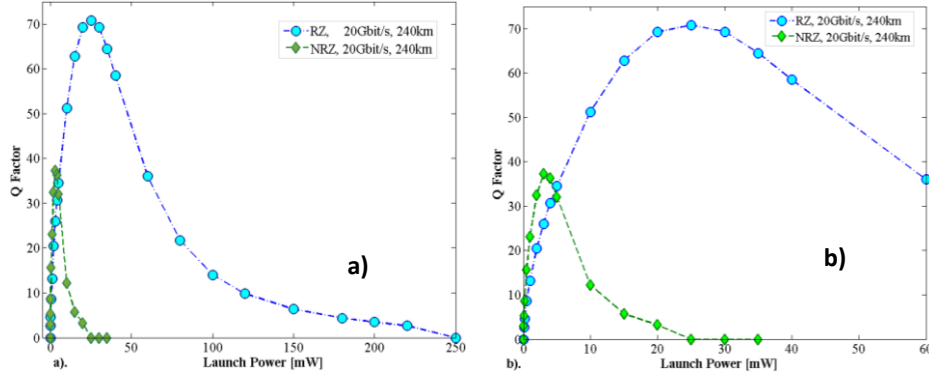 RZ, 20Gbit/s, 240km
NRZ, 20Gbit/s, 240km
70
60
50
40
30
20
10
0
Q Factor
a)
0
50
100
150
200
250
a).
Launch Power [mW]
RZ, 20Gbit/s, 240km
NRZ, 20Gbit/s, 240km
70
60
50
40
30
20
10
0
Q Factor
b)
0
10
20
30
40
50
60
b).
Launch Power [mW]